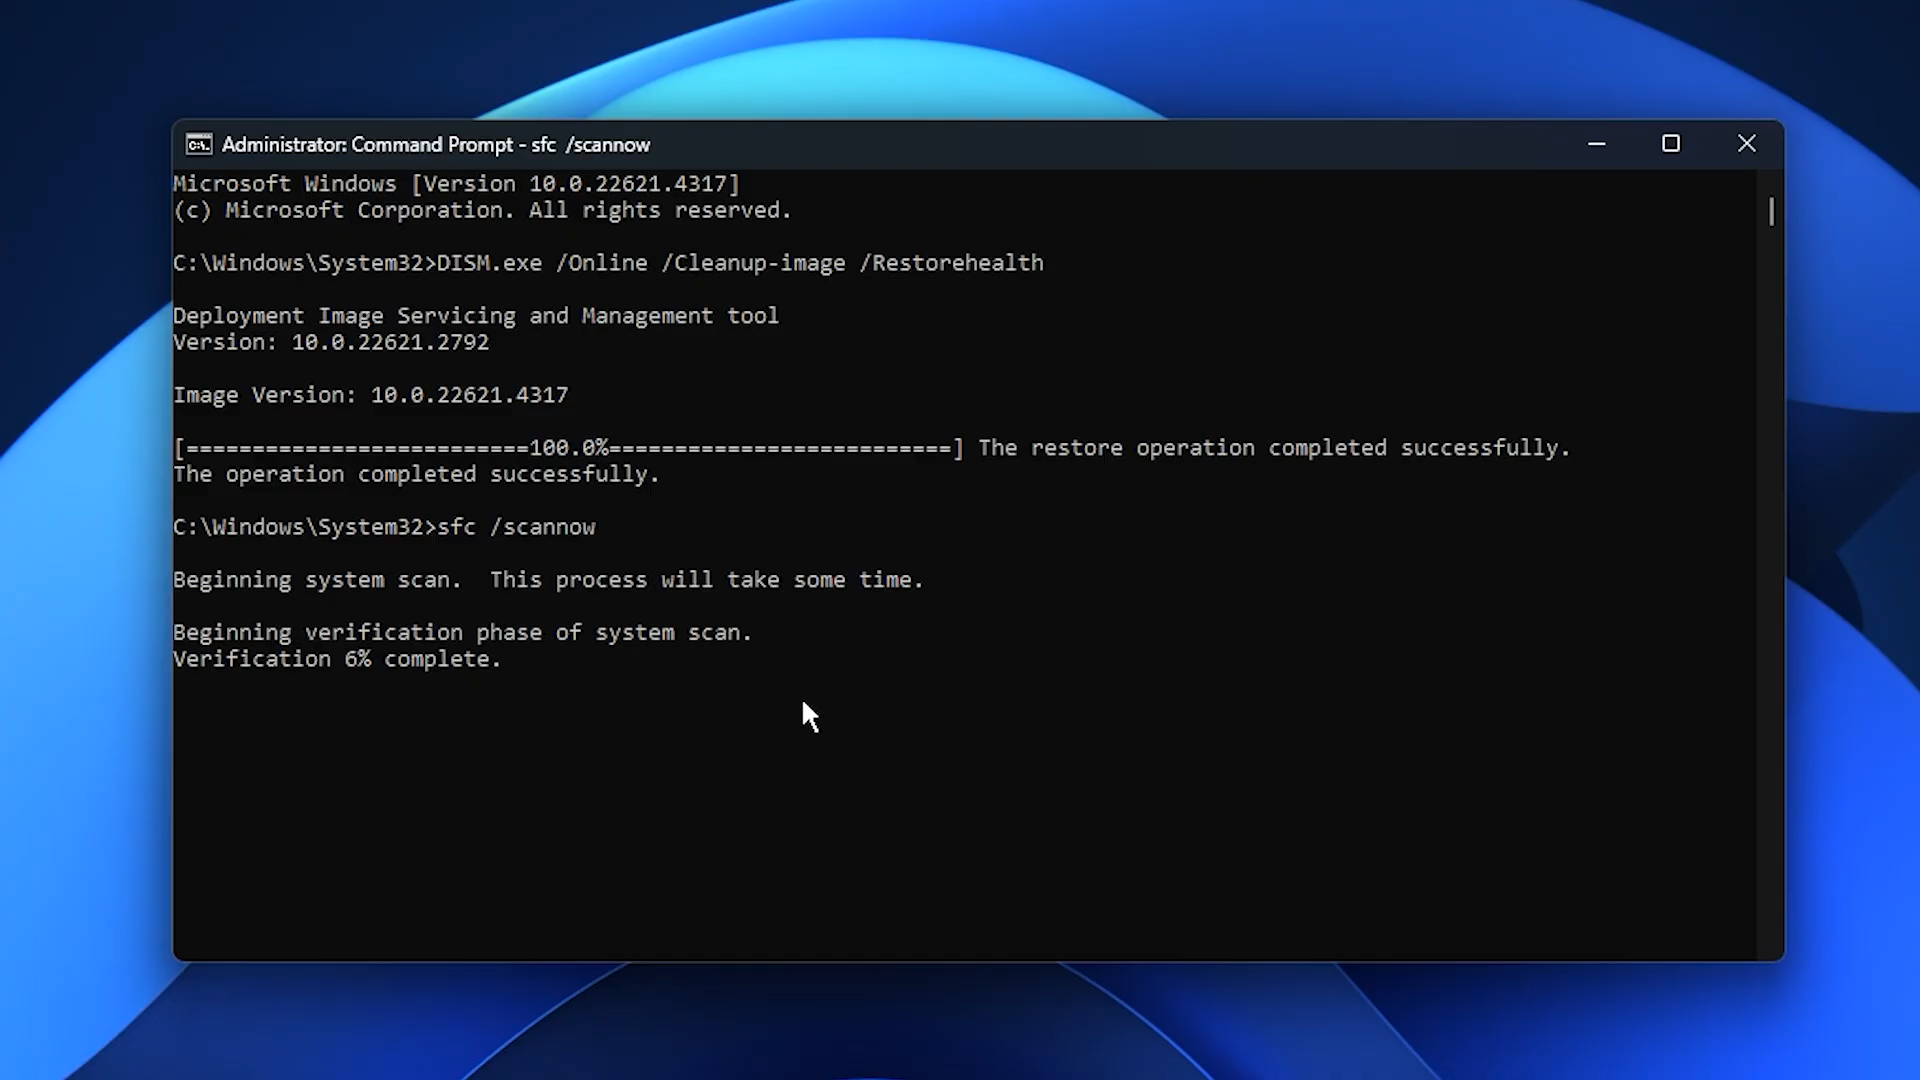 Administrator: Command Prompt - sfc  /scannow
Microsoft Windows [Version 10.0.22621.4317]
(c) Microsoft Corporation. All rights reserved.
C:\Windows\System32>DISM.exe /Online /Cleanup-image /Restorehealth
Deployment Image Servicing and Management tool
Version: 10.0.22621.2792
Image Version: 10.0.22621.4317
[==========================100.0%==========================] The restore operation completed successfully.
The operation completed successfully.
C:\Windows\System32>sfc /scannow
Beginning system scan.  This process will take some time.
Beginning verification phase of system scan.
Verification 6% complete.